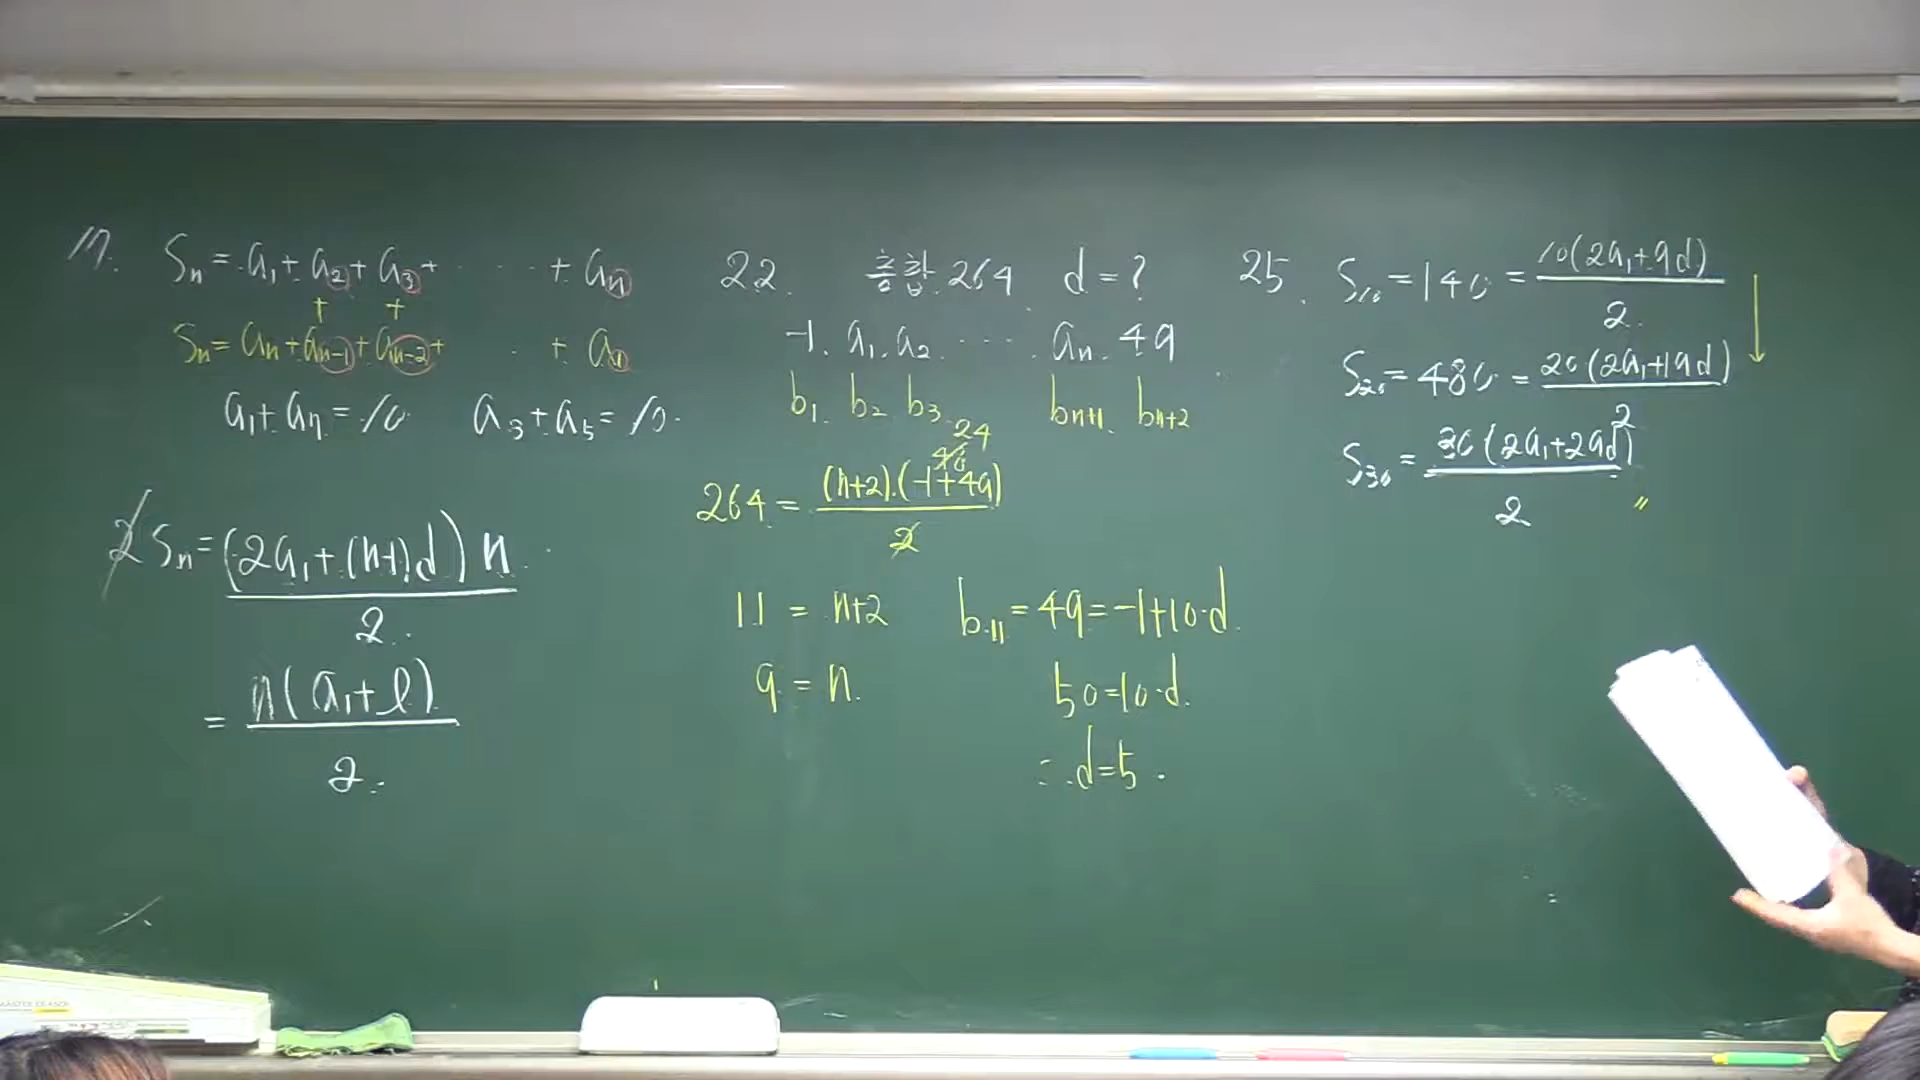 17. Sn = a1 + a2 + a3 + · · · + an
+ +
Sn = an + an-1 + an-2 + · + a1
a1 + an = 10 a3 + a5 = 10.
2Sn = (2a1 + (n-1)d) n
2.
= n(a1 + l)
2.
22. 총합 264 d = ?
-1. a1. a2. · · · · an. 49
b1. b2 b3. bn+1. bn+2
24
48
264 = (n+2).(-1+49)
2
11 = n+2
9 = n.
b11 = 49 = -1+10·d.
50 = 10·d.
∴ d = 5.
25. S10 = 140 = 10(2a1+9d)
2.
S20 = 480 = 20(2a1+19d)
2
S30 = 30(2a1+29d)
2 〃